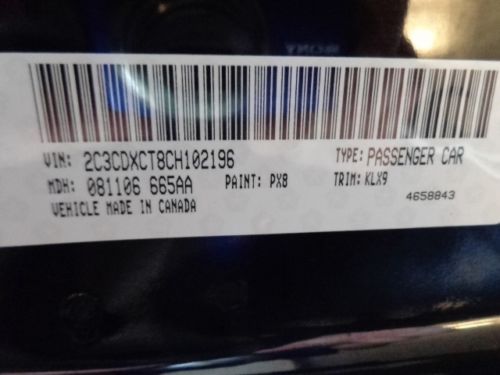 VIN: 2C3CDXCT8CH102196 TYPE: PASSENGER CAR
MDH: 081106 665AA PAINT: PX8 TRIM: KLX9
VEHICLE MADE IN CANADA 4658843